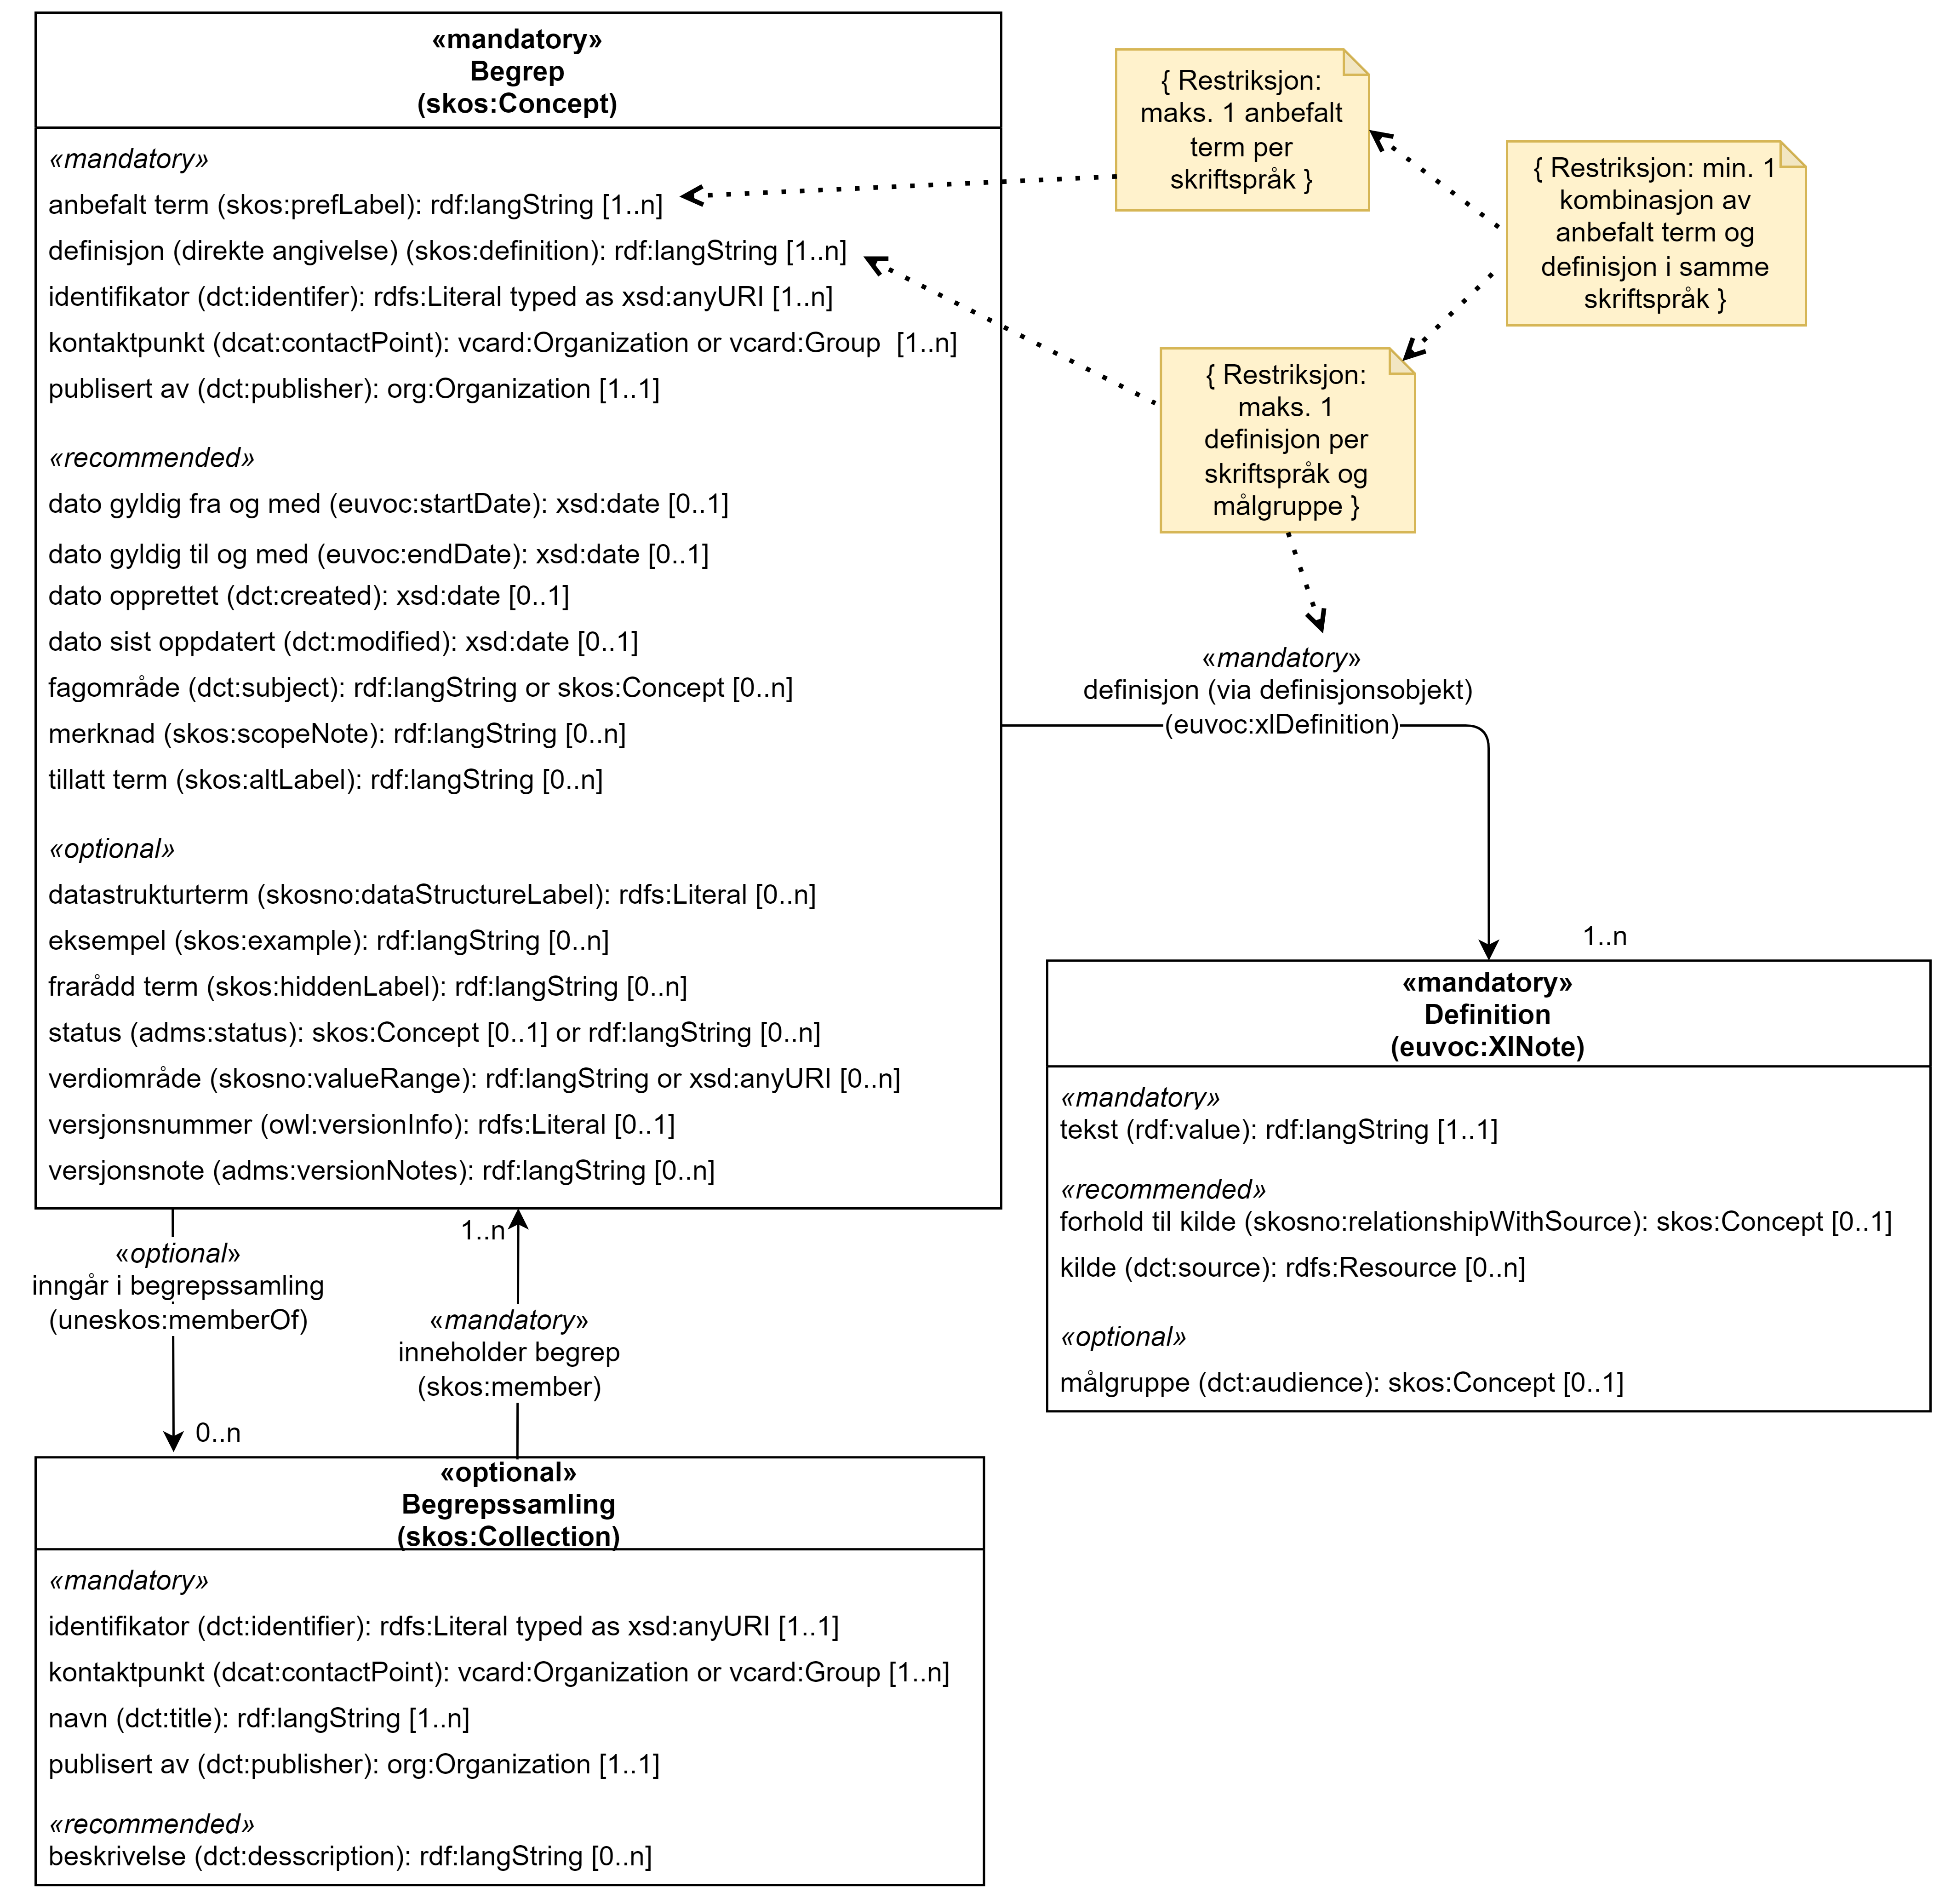 «mandatory»
Begrep
(skos:Concept)
«mandatory»
anbefalt term (skos:prefLabel): rdf:langString [1..n]
definisjon (direkte angivelse) (skos:definition): rdf:langString [1..n]
identifikator (dct:identifer): rdfs:Literal typed as xsd:anyURI [1..n]
kontaktpunkt (dcat:contactPoint): vcard:Organization or vcard:Group [1..n]
publisert av (dct:publisher): org:Organization [1..1]
«recommended»
dato gyldig fra og med (euvoc:startDate): xsd:date [0..1]
dato gyldig til og med (euvoc:endDate): xsd:date [0..1]
dato opprettet (dct:created): xsd:date [0..1]
dato sist oppdatert (dct:modified): xsd:date [0..1]
fagområde (dct:subject): rdf:langString or skos:Concept [0..n]
merknad (skos:scopeNote): rdf:langString [0..n]
tillatt term (skos:altLabel): rdf:langString [0..n]
«optional»
datastrukturterm (skosno:dataStructureLabel): rdfs:Literal [0..n]
eksempel (skos:example): rdf:langString [0..n]
frarådd term (skos:hiddenLabel): rdf:langString [0..n]
status (adms:status): skos:Concept [0..1] or rdf:langString [0..n]
verdiområde (skosno:valueRange): rdf:langString or xsd:anyURI [0..n]
versjonsnummer (owl:versionInfo): rdfs:Literal [0..1]
versjonsnote (adms:versionNotes): rdf:langString [0..n]
{ Restriksjon:
maks. 1 anbefalt
term per
skriftspråk }
{ Restriksjon: min. 1
kombinasjon av
anbefalt term og
definisjon i samme
skriftspråk }
{ Restriksjon:
maks. 1
definisjon per
skriftspråk og
målgruppe }
«mandatory»
definisjon (via definisjonsobjekt)
(euvoc:xlDefinition)
1..n
«mandatory»
Definition
(euvoc:XlNote)
«mandatory»
tekst (rdf:value): rdf:langString [1..1]
«recommended»
forhold til kilde (skosno:relationshipWithSource): skos:Concept [0..1]
kilde (dct:source): rdfs:Resource [0..n]
«optional»
målgruppe (dct:audience): skos:Concept [0..1]
«optional»
inngår i begrepssamling
(uneskos:memberOf)
0..n
1..n
«mandatory»
inneholder begrep
(skos:member)
«optional»
Begrepssamling
(skos:Collection)
«mandatory»
identifikator (dct:identifier): rdfs:Literal typed as xsd:anyURI [1..1]
kontaktpunkt (dcat:contactPoint): vcard:Organization or vcard:Group [1..n]
navn (dct:title): rdf:langString [1..n]
publisert av (dct:publisher): org:Organization [1..1]
«recommended»
beskrivelse (dct:desscription): rdf:langString [0..n]